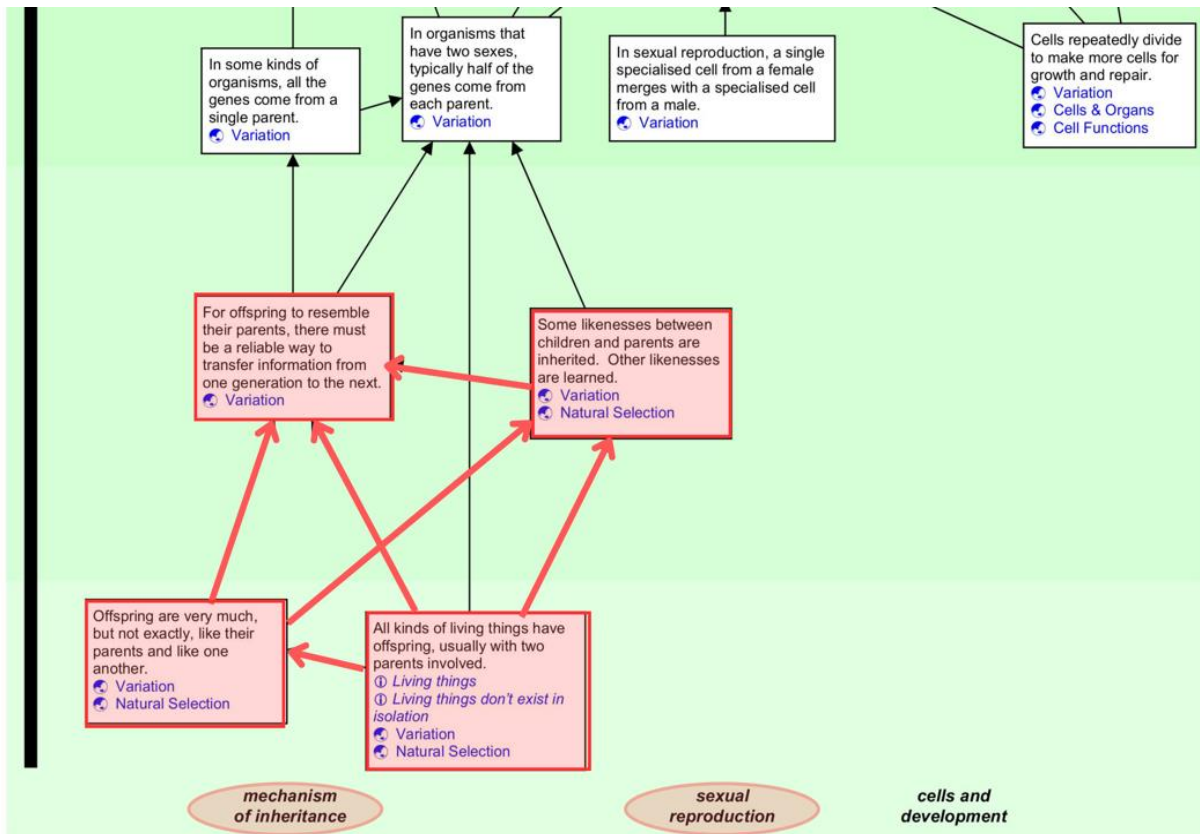 In some kinds of
organisms, all the
genes come from a
single parent.
Variation
In organisms that
have two sexes,
typically half of the
genes come from
each parent.
Variation
In sexual reproduction, a single
specialised cell from a female
merges with a specialised cell
from a male.
Variation
Cells repeatedly divide
to make more cells for
growth and repair.
Variation
Cells & Organs
Cell Functions
For offspring to resemble
their parents, there must
be a reliable way to
transfer information from
one generation to the next.
Variation
Some likenesses between
children and parents are
inherited. Other likenesses
are learned.
Variation
Natural Selection
Offspring are very much,
but not exactly, like their
parents and like one
another.
Variation
Natural Selection
All kinds of living things have
offspring, usually with two
parents involved.
Living things
Living things don't exist in
isolation
Variation
Natural Selection
mechanism
of inheritance
sexual
reproduction
cells and
development